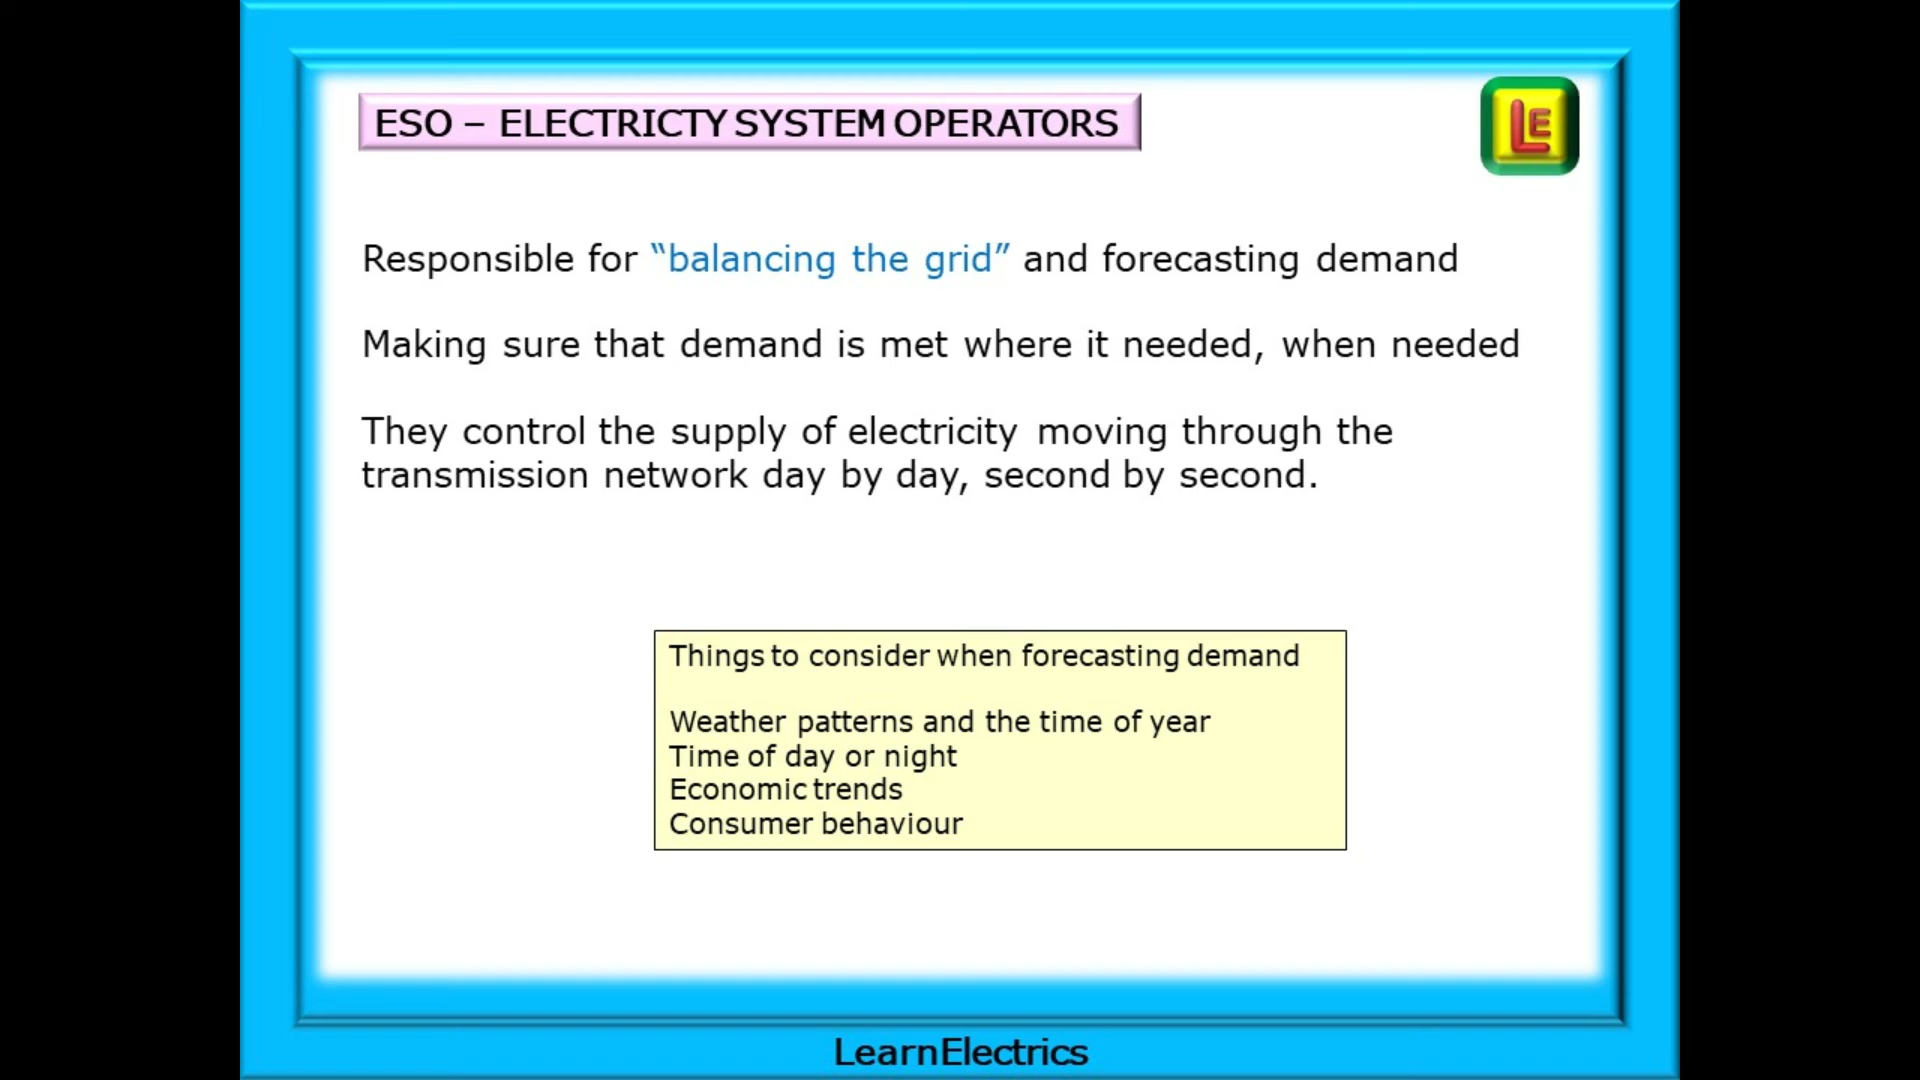 ESO – ELECTRICTY SYSTEM OPERATORS
LE
Responsible for “balancing the grid” and forecasting demand
Making sure that demand is met where it needed, when needed
They control the supply of electricity moving through the
transmission network day by day, second by second.
Things to consider when forecasting demand
Weather patterns and the time of year
Time of day or night
Economic trends
Consumer behaviour
LearnElectrics